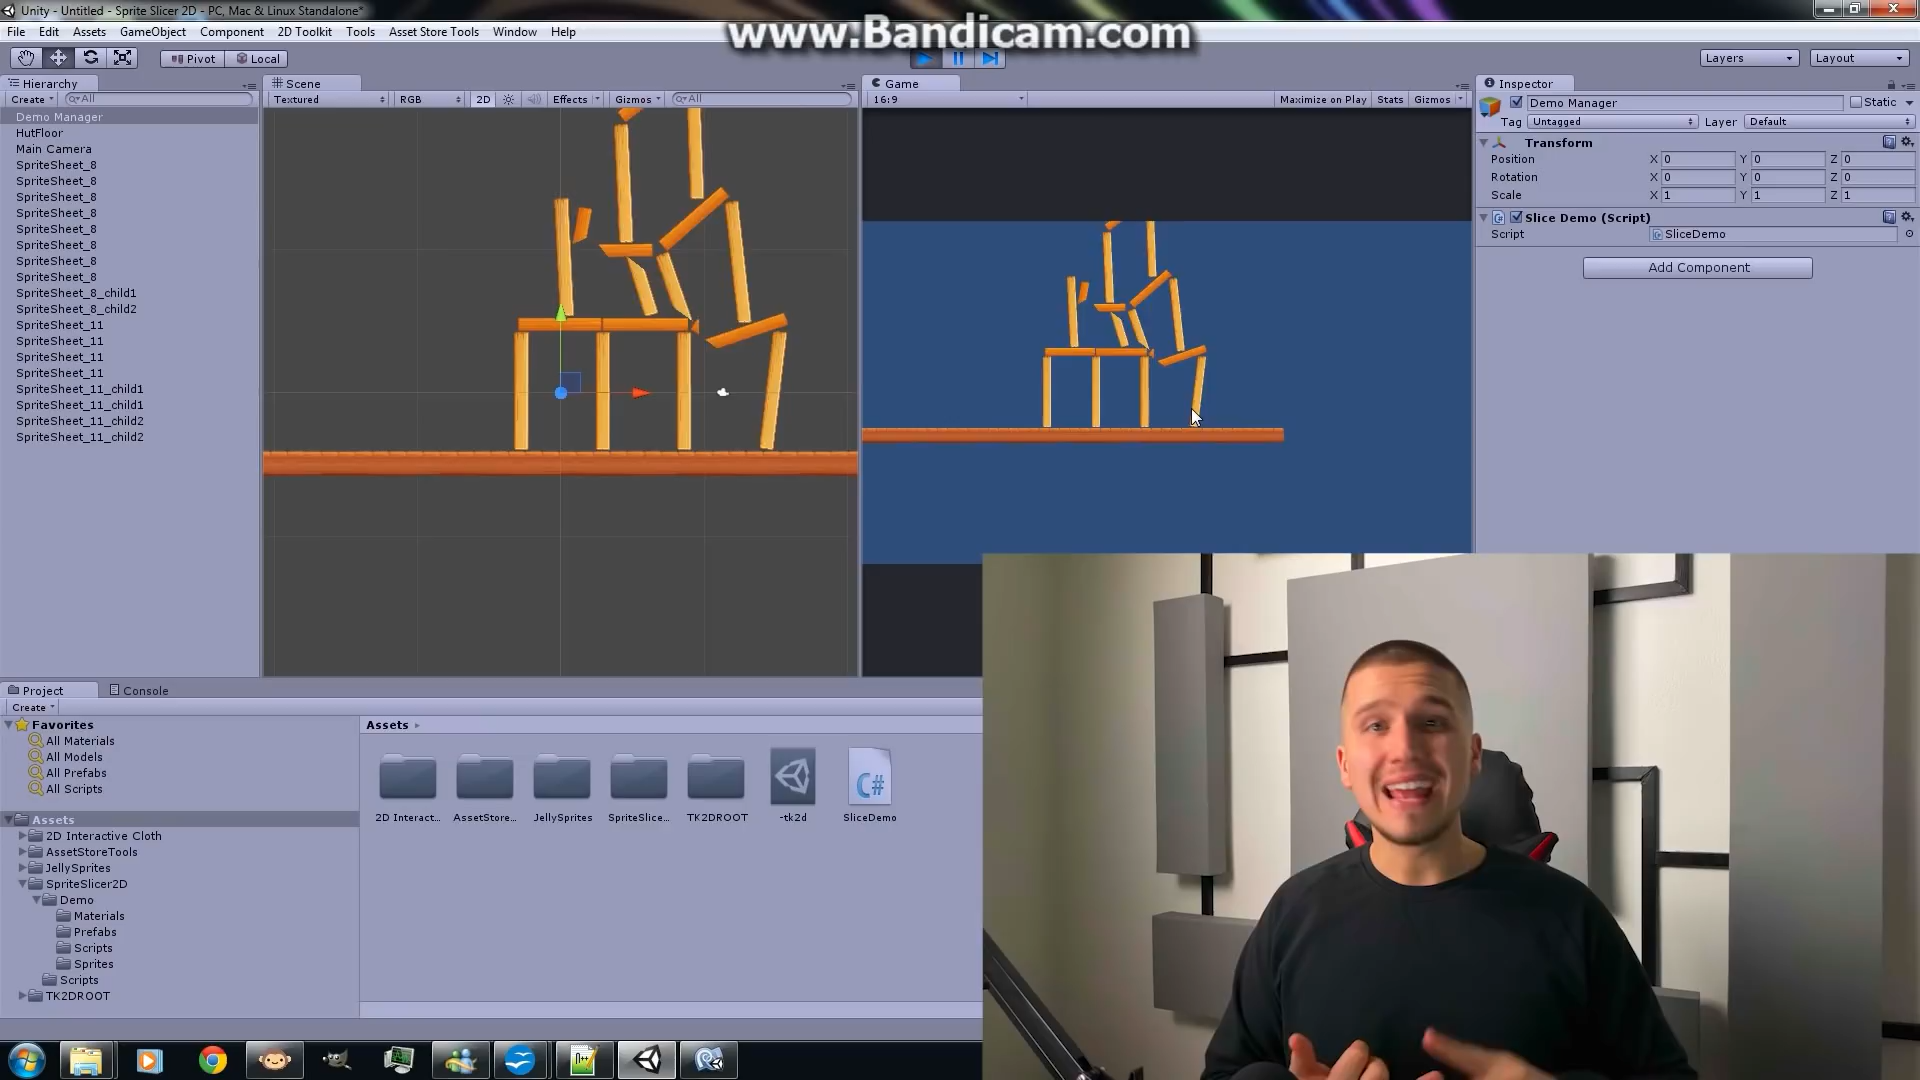 Unity - Untitled - Sprite Slicer 2D - PC, Mac & Linux Standalone*
www.Bandicam.com
File Edit Assets GameObject Component 2D Toolkit Tools Asset Store Tools Window Help
Pivot Local Layers Layout
Hierarchy
Create All
Demo Manager
HutFloor
Main Camera
SpriteSheet_8
SpriteSheet_8
SpriteSheet_8
SpriteSheet_8
SpriteSheet_8
SpriteSheet_8
SpriteSheet_8
SpriteSheet_8
SpriteSheet_8_child1
SpriteSheet_8_child2
SpriteSheet_11
SpriteSheet_11
SpriteSheet_11
SpriteSheet_11
SpriteSheet_11_child1
SpriteSheet_11_child1
SpriteSheet_11_child2
SpriteSheet_11_child2
Scene
Textured RGB 2D Effects Gizmos All
Game
16:9 Maximize on Play Stats Gizmos
Inspector
Demo Manager Static
Tag Untagged Layer Default
Transform
Position X 0 Y 0 Z 0
Rotation X 0 Y 0 Z 0
Scale X 1 Y 1 Z 1
Slice Demo (Script)
Script SliceDemo
Add Component
Project Console
Create
Favorites
All Materials
All Models
All Prefabs
All Scripts
Assets
2D Interactive Cloth
AssetStoreTools
JellySprites
SpriteSlicer2D
Demo
Materials
Prefabs
Scripts
Sprites
Scripts
TK2DROOT
Assets
2D Interact... AssetStore... JellySprites SpriteSlice... TK2DROOT -tk2d SliceDemo
C#